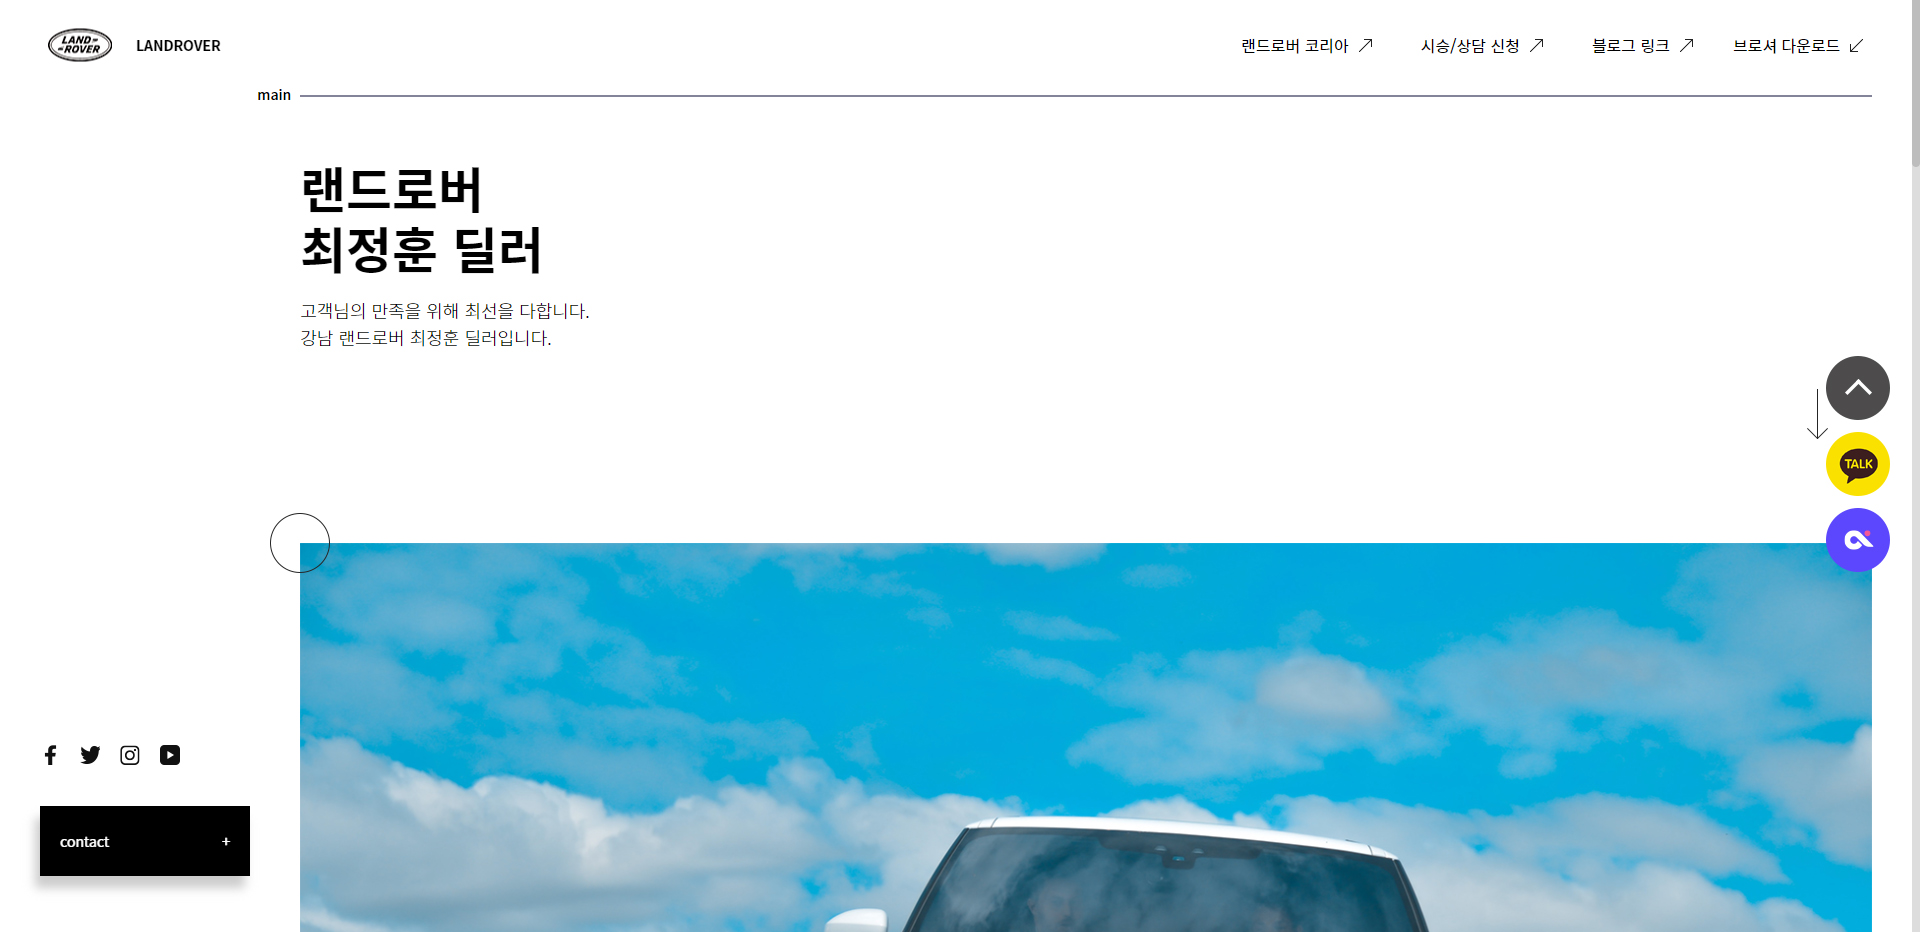 LAND
ROVER
LANDROVER
랜드로버 코리아
시승/상담 신청
블로그 링크
브로셔 다운로드
main
랜드로버
최정훈 딜러
고객님의 만족을 위해 최선을 다합니다.
강남 랜드로버 최정훈 딜러입니다.
TALK
contact +